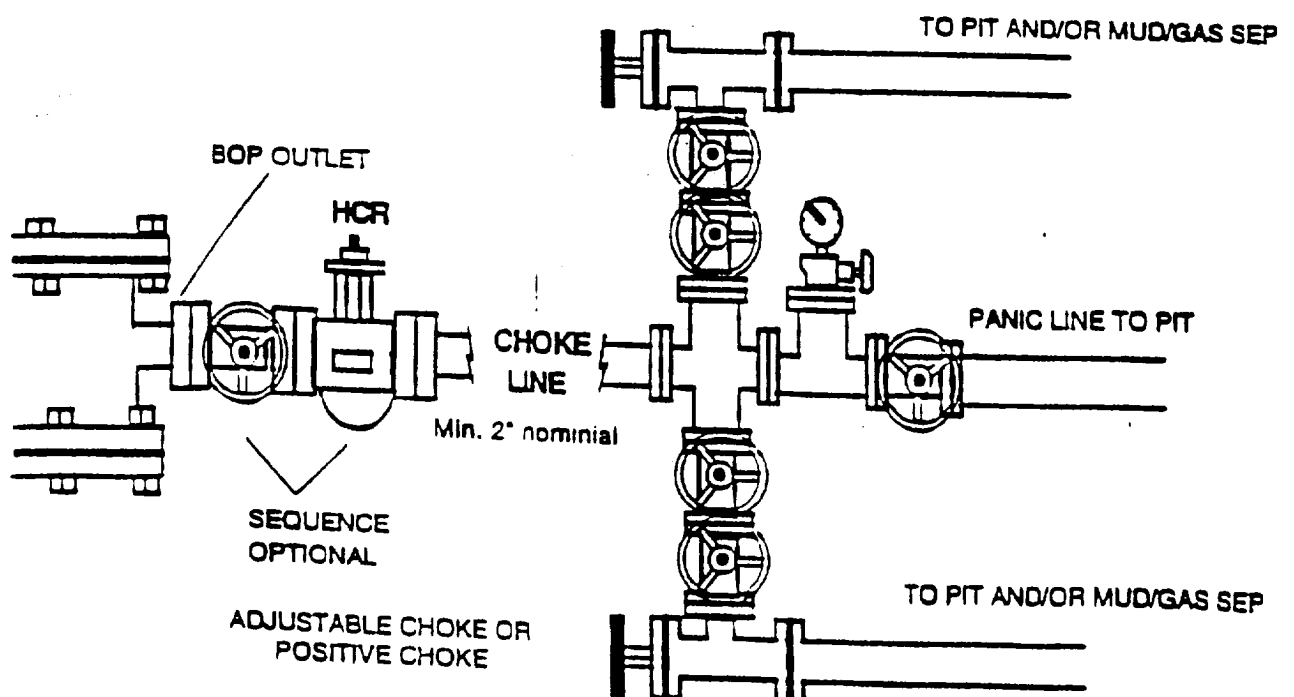 TO PIT AND/OR MUD/GAS SEP
BOP OUTLET
HCR
PANIC LINE TO PIT
CHOKE
LINE
Min. 2" nominial
SEQUENCE
OPTIONAL
TO PIT AND/OR MUD/GAS SEP
ADJUSTABLE CHOKE OR
POSITIVE CHOKE